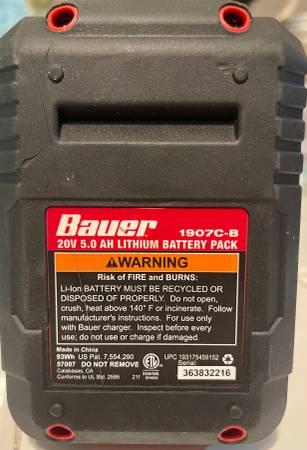 Bauer 1907C-B
20V 5.0 AH LITHIUM BATTERY PACK
WARNING
Risk of FIRE and BURNS:
Li-Ion BATTERY MUST BE RECYCLED OR
DISPOSED OF PROPERLY. Do not open,
crush, heat above 140° F or incinerate. Follow
manufacturer's instructions. For use only
with Bauer charger. Inspect before every
use; do not use or charge if damaged.
Made in China
93Wh US Pat. 7,554,290
57007 DO NOT REMOVE
Calabasas, CA
Conforms to UL Std. 2595 21f
ETL
Intertek
UPC 193175459152
Serial:
363832216